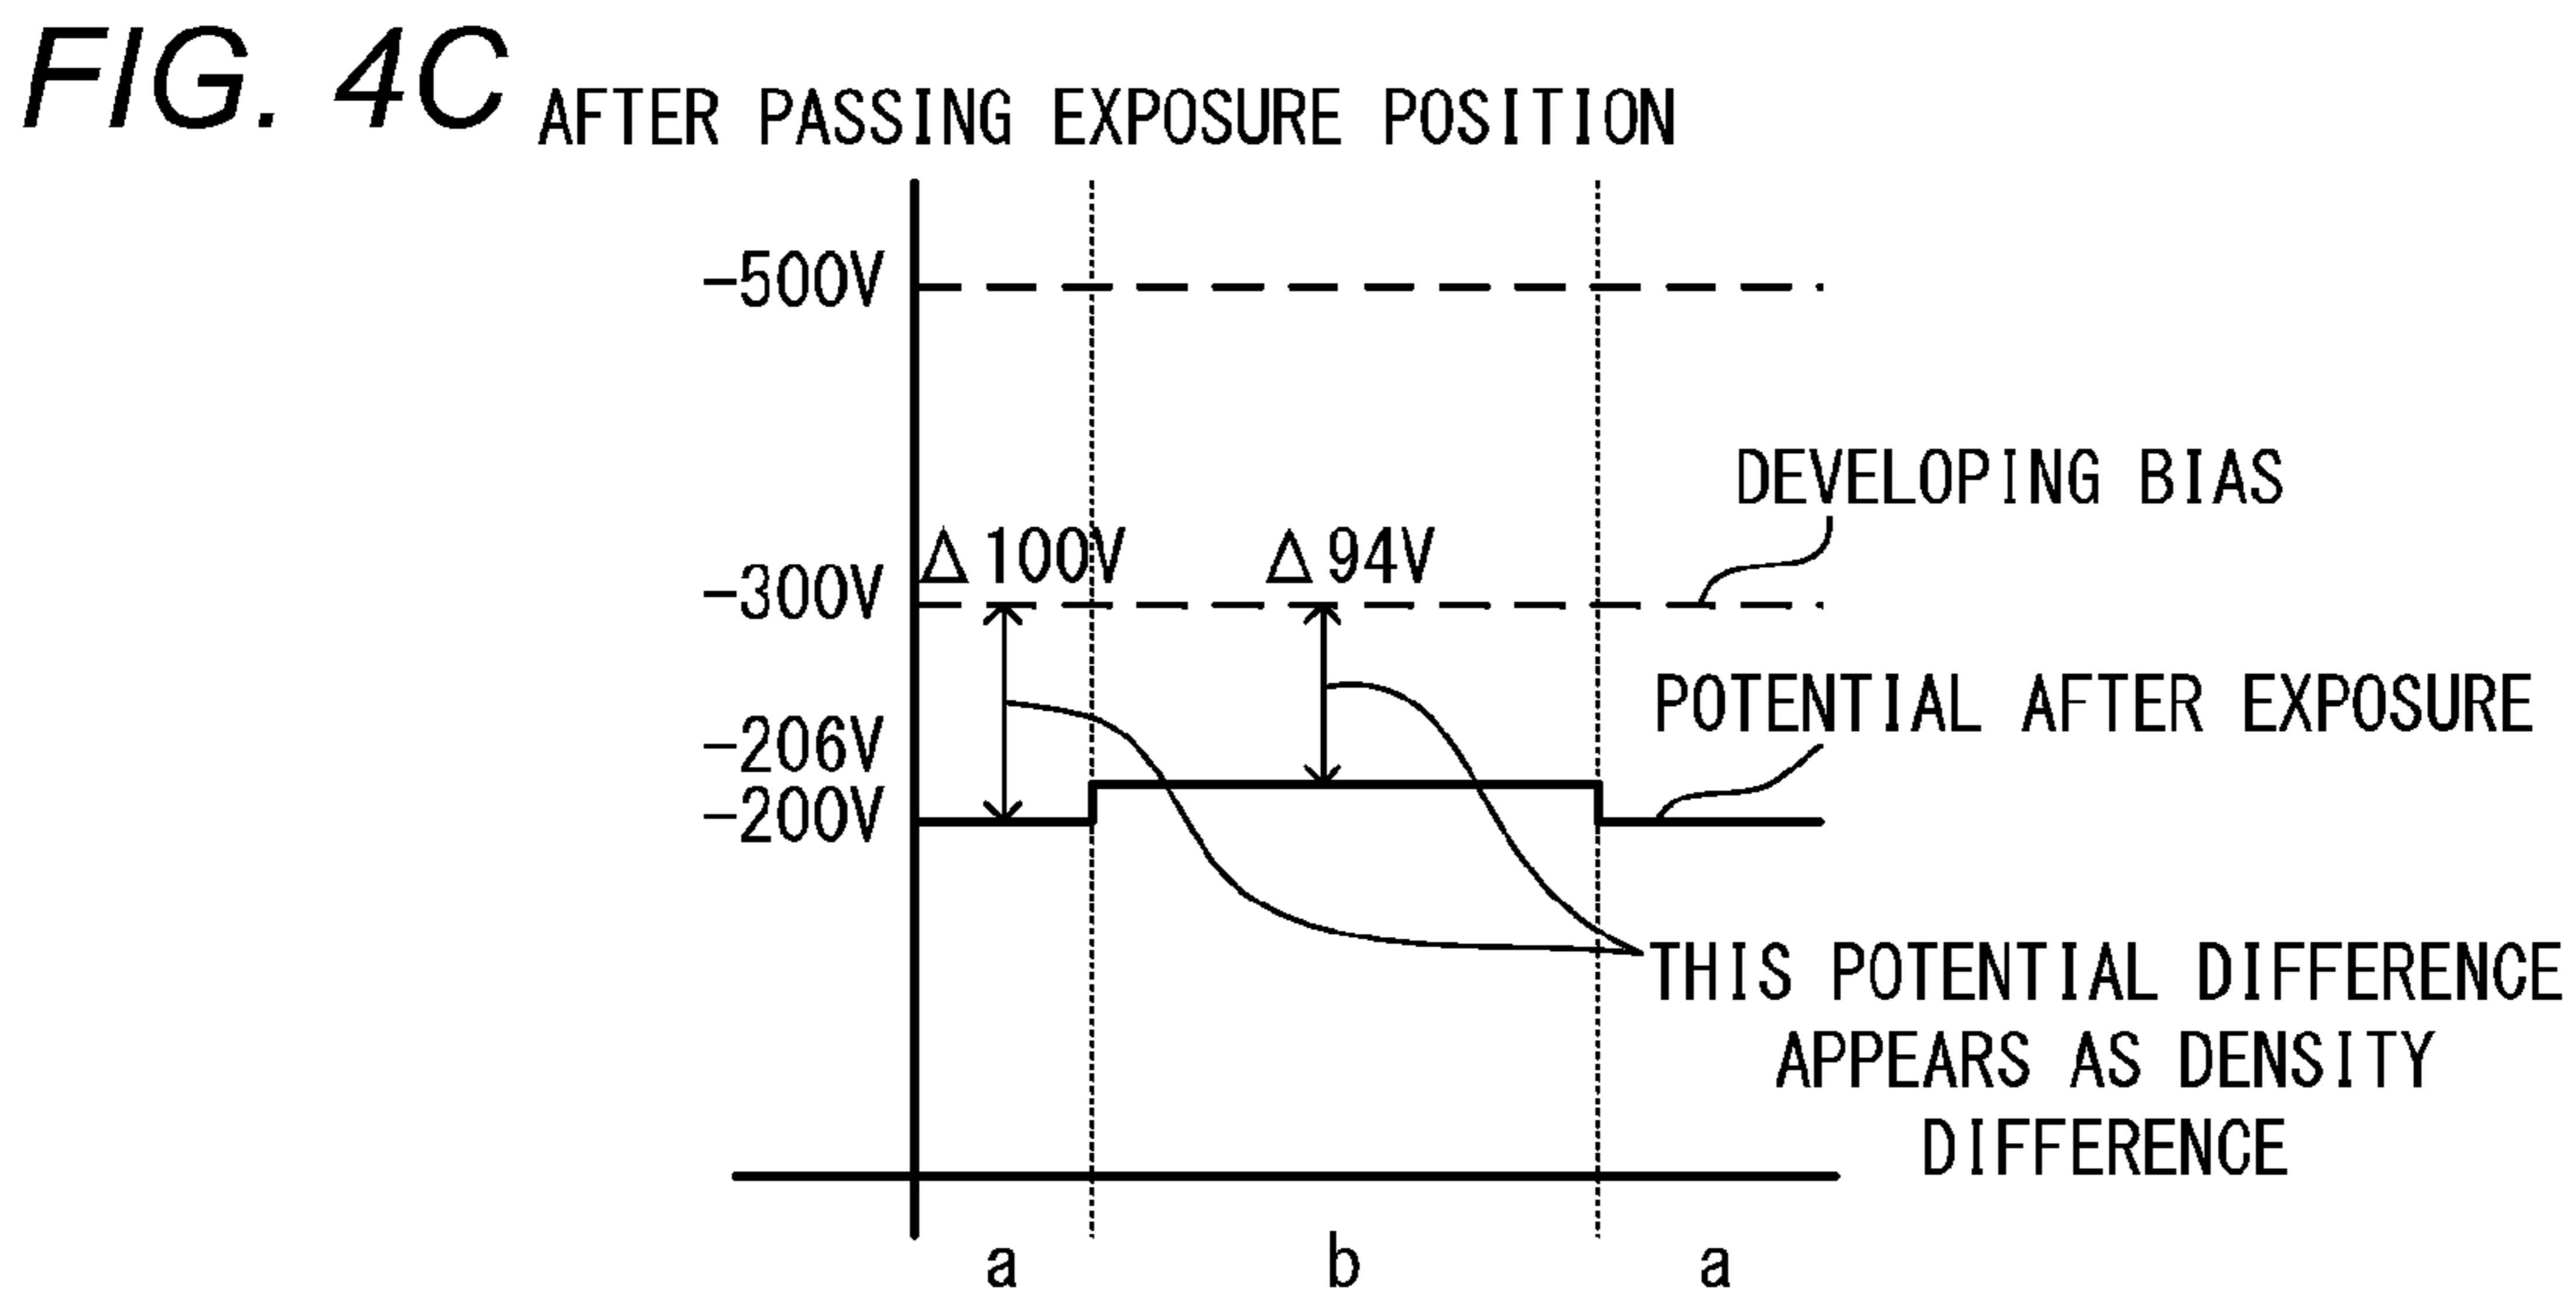 FIG. 4C
AFTER PASSING EXPOSURE POSITION
-500V
DEVELOPING BIAS
Δ100V
Δ94V
-300V
POTENTIAL AFTER EXPOSURE
-206V
-200V
THIS POTENTIAL DIFFERENCE
APPEARS AS DENSITY
DIFFERENCE
a
b
a